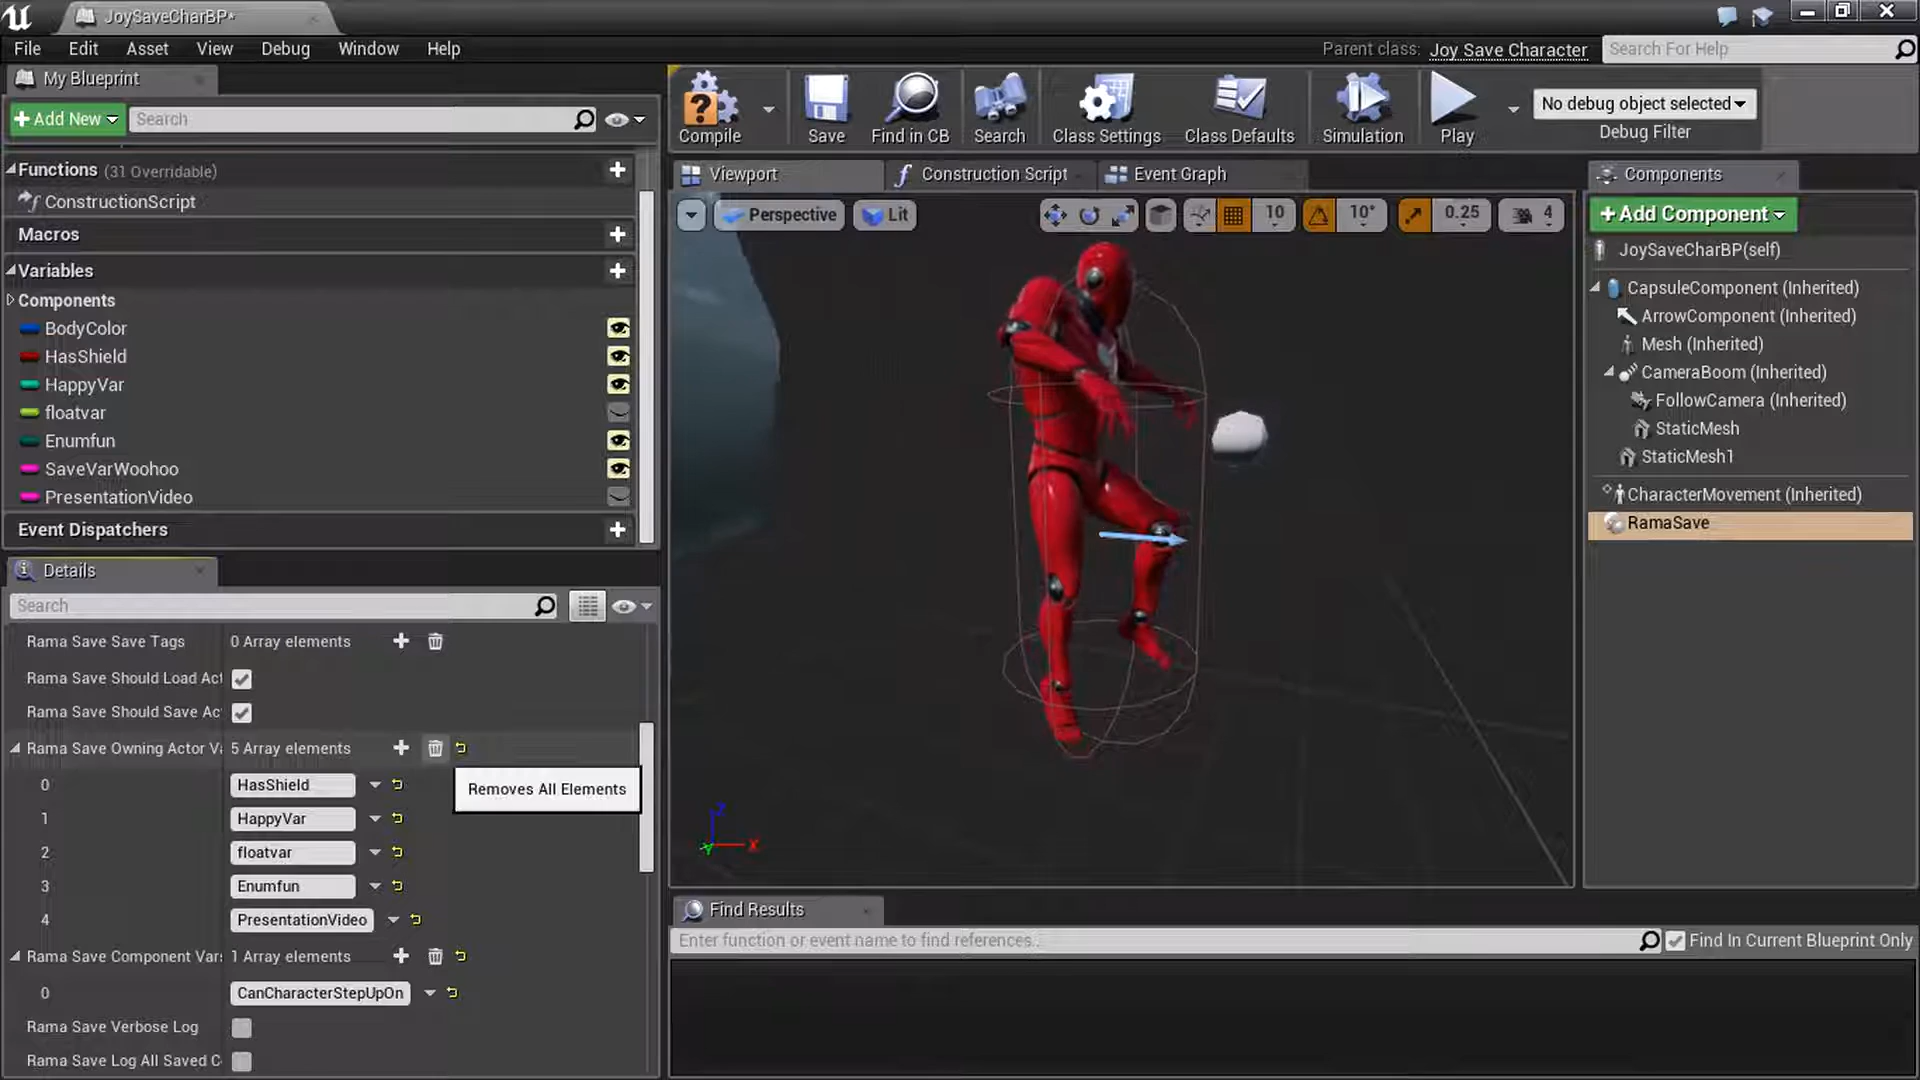 JoySaveCharBP*
File Edit Asset View Debug Window Help
Parent class: Joy Save Character
Search For Help
My Blueprint
Add New
Search
Functions (31 Overridable)
ConstructionScript
Macros
Variables
Components
BodyColor
HasShield
HappyVar
floatvar
Enumfun
SaveVarWoohoo
PresentationVideo
Event Dispatchers
Details
Search
Rama Save Save Tags 0 Array elements
Rama Save Should Load Act
Rama Save Should Save Ac
Rama Save Owning Actor Va 5 Array elements
Removes All Elements
0 HasShield
1 HappyVar
2 floatvar
3 Enumfun
4 PresentationVideo
Rama Save Component Vars 1 Array elements
0 CanCharacterStepUpOn
Rama Save Verbose Log
Rama Save Log All Saved C
Compile Save Find in CB Search Class Settings Class Defaults Simulation Play
No debug object selected
Debug Filter
Viewport Construction Script Event Graph
Perspective Lit 10 10° 0.25 4
Z
X
Y
Find Results
Enter function or event name to find references..
Find In Current Blueprint Only
Components
Add Component
JoySaveCharBP(self)
CapsuleComponent (Inherited)
ArrowComponent (Inherited)
Mesh (Inherited)
CameraBoom (Inherited)
FollowCamera (Inherited)
StaticMesh
StaticMesh1
CharacterMovement (Inherited)
RamaSave